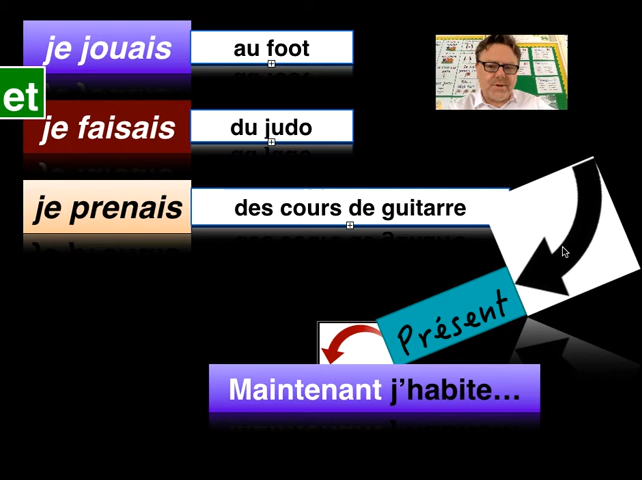 je jouais au foot
et
je faisais du judo
je prenais des cours de guitarre
Présent
Maintenant j’habite...